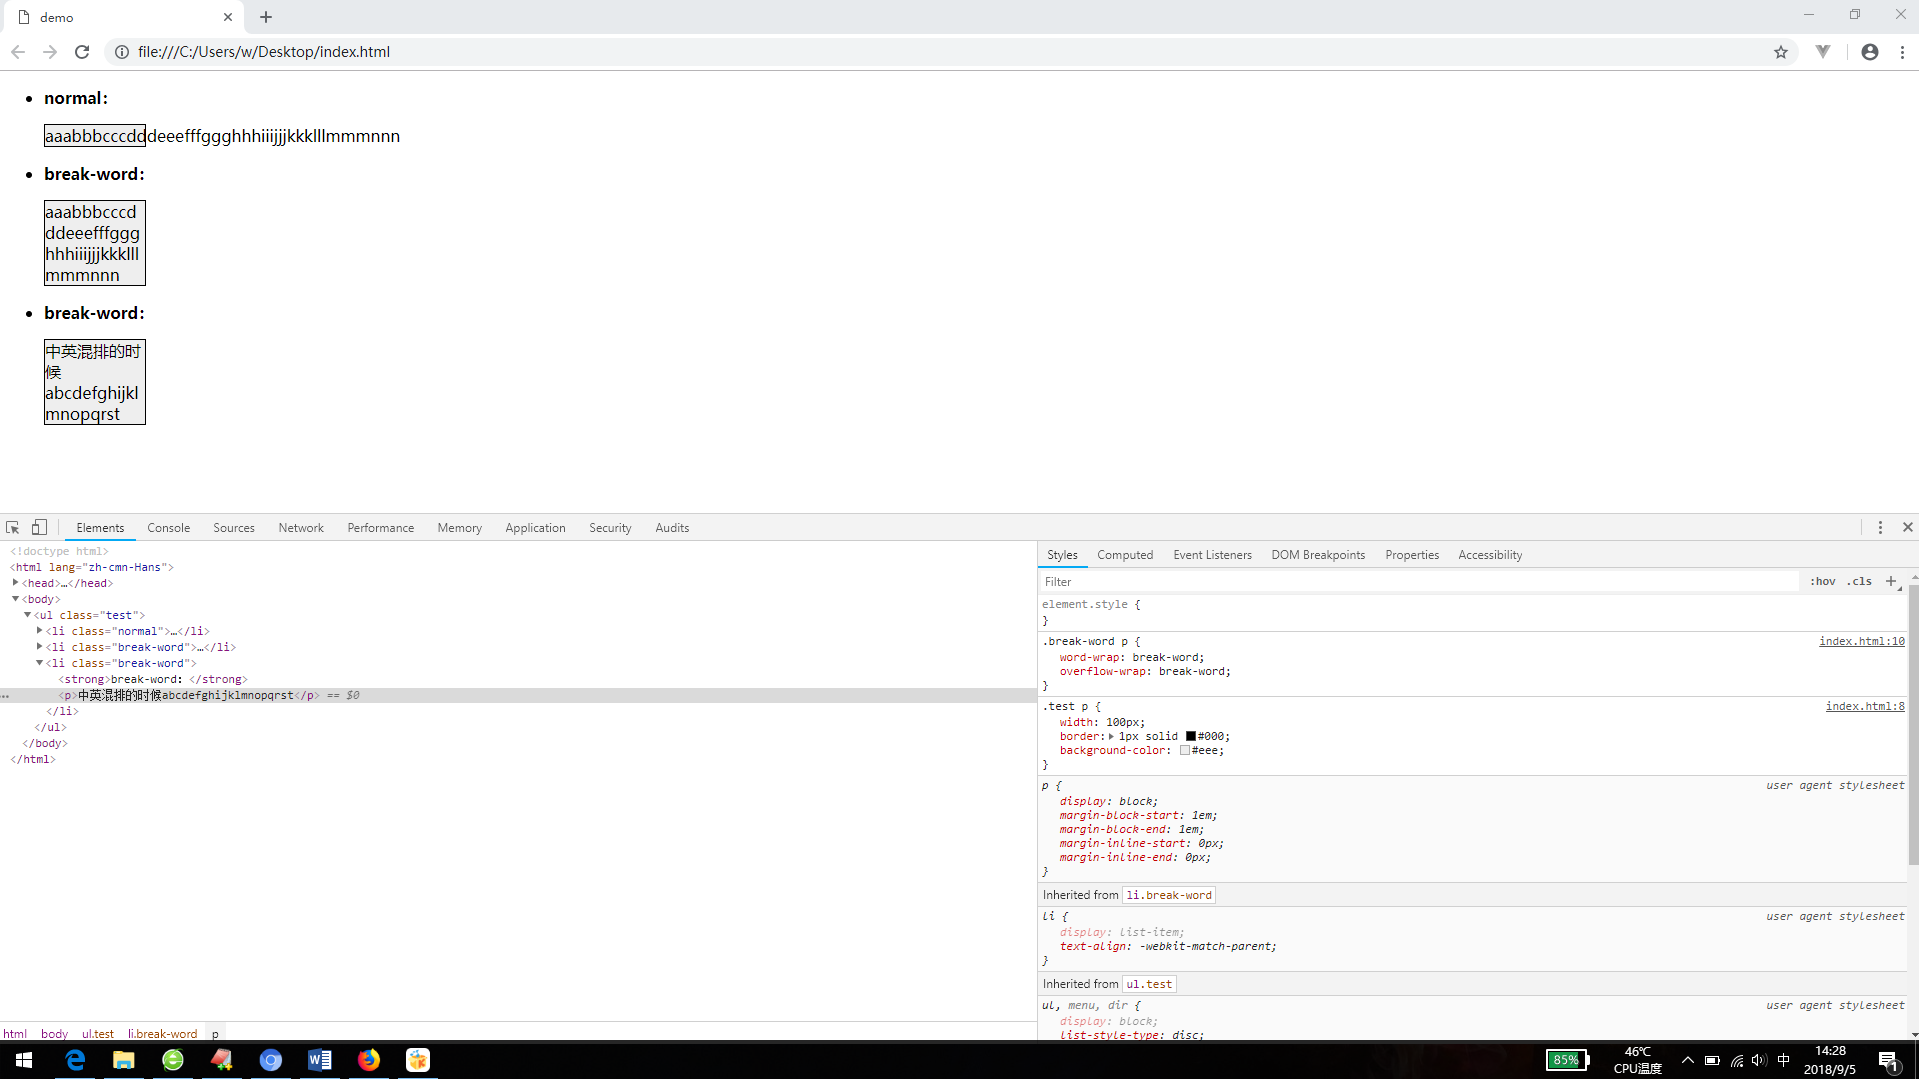 demo
file:///C:/Users/w/Desktop/index.html
normal：
aaabbbcccdddeeefffggghhhiiijjjkkklllmmmnnn
break-word：
aaabbbcccd
ddeeefffggg
hhhiiijjjkkklll
mmmnnn
break-word：
中英混排的时
候
abcdefghijkl
mnopqrst
Elements Console Sources Network Performance Memory Application Security Audits
<!doctype html>
<html lang="zh-cmn-Hans">
<head>…</head>
<body>
<ul class="test">
<li class="normal">…</li>
<li class="break-word">…</li>
<li class="break-word">
<strong>break-word：</strong>
<p>中英混排的时候abcdefghijklmnopqrst</p> == $0
</li>
</ul>
</body>
</html>
html body ul.test li.break-word p
Styles Computed Event Listeners DOM Breakpoints Properties Accessibility
Filter :hov .cls
element.style {
}
.break-word p { index.html:10
word-wrap: break-word;
overflow-wrap: break-word;
}
.test p { index.html:8
width: 100px;
border: 1px solid #000;
background-color: #eee;
}
p { user agent stylesheet
display: block;
margin-block-start: 1em;
margin-block-end: 1em;
margin-inline-start: 0px;
margin-inline-end: 0px;
}
Inherited from li.break-word
li { user agent stylesheet
display: list-item;
text-align: -webkit-match-parent;
}
Inherited from ul.test
ul, menu, dir { user agent stylesheet
display: block;
list-style-type: disc;
85% 46℃ 中 14:28
CPU温度 2018/9/5 1